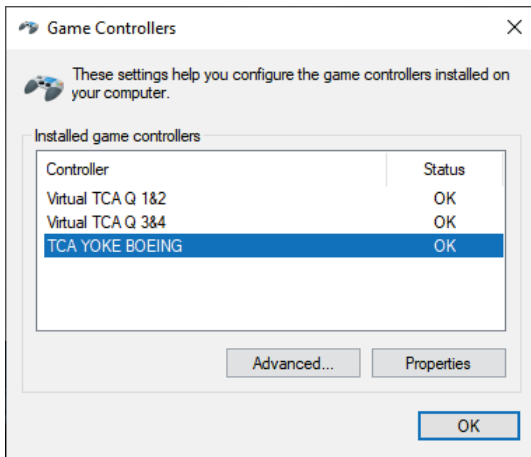 Game Controllers
These settings help you configure the game controllers installed on
your computer.
Installed game controllers
Controller Status
Virtual TCA Q 1&2 OK
Virtual TCA Q 3&4 OK
TCA YOKE BOEING OK
Advanced... Properties
OK